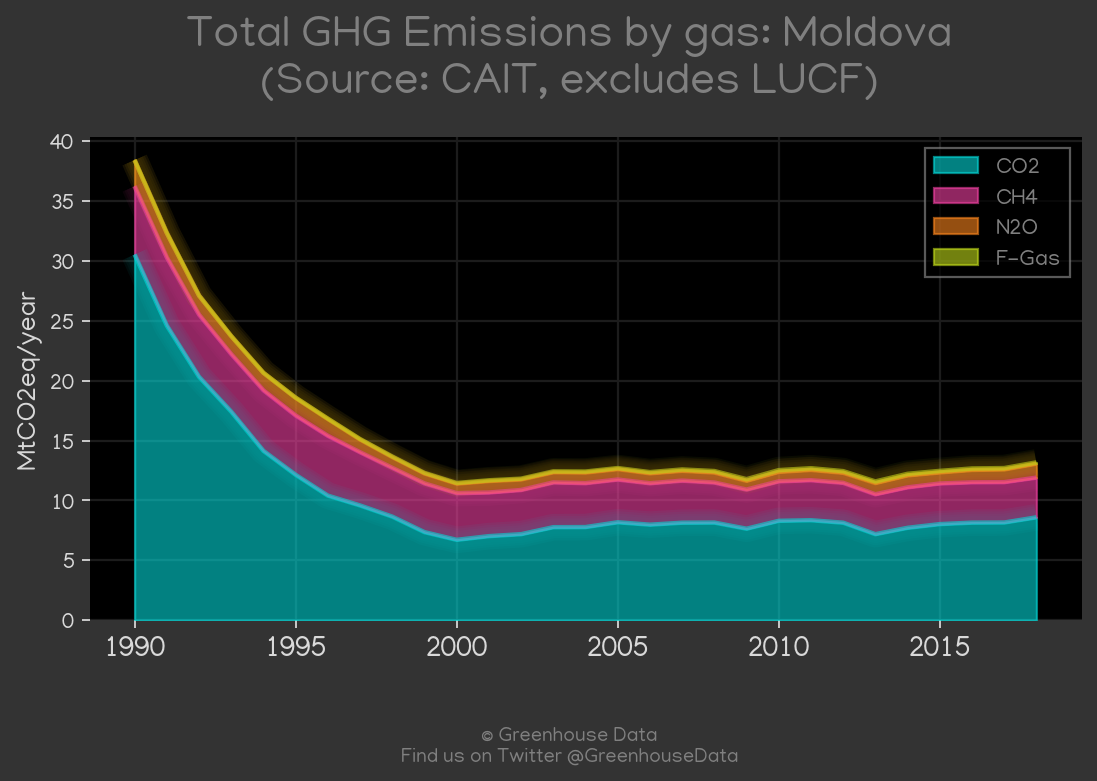 Total GHG Emissions by gas: Moldova
(Source: CAIT, excludes LUCF)
40
35
30
25
20
15
10
5
0
MtCO2eq/year
CO2
CH4
N2O
F-Gas
1990 1995 2000 2005 2010 2015
© Greenhouse Data
Find us on Twitter @GreenhouseData